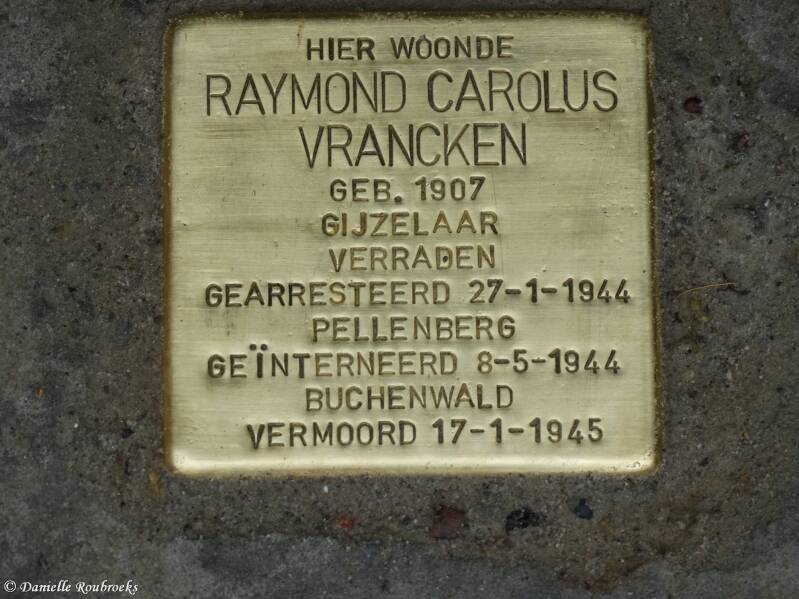 HIER WOONDE
RAYMOND CAROLUS
VRANCKEN
GEB. 1907
GIJZELAAR
VERRADEN
GEARRESTEERD 27-1-1944
PELLENBERG
GEÏNTERNEERD 8-5-1944
BUCHENWALD
VERMOORD 17-1-1945
© Danielle Roubroeks